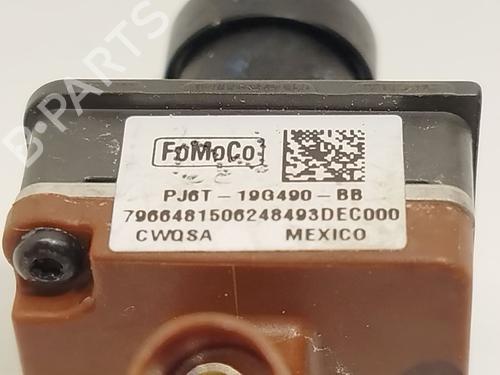 B-PARTS
FoMoCo
PJ6T-19G490-BB
7966481506248493DEC000
CWQSA MEXICO